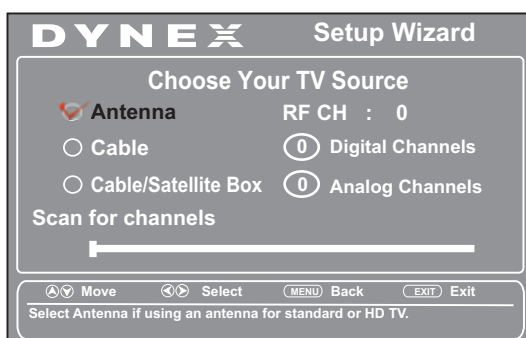 DYNEX Setup Wizard
Choose Your TV Source
Antenna RF CH : 0
Cable 0 Digital Channels
Cable/Satellite Box 0 Analog Channels
Scan for channels
Move Select MENU Back EXIT Exit
Select Antenna if using an antenna for standard or HD TV.